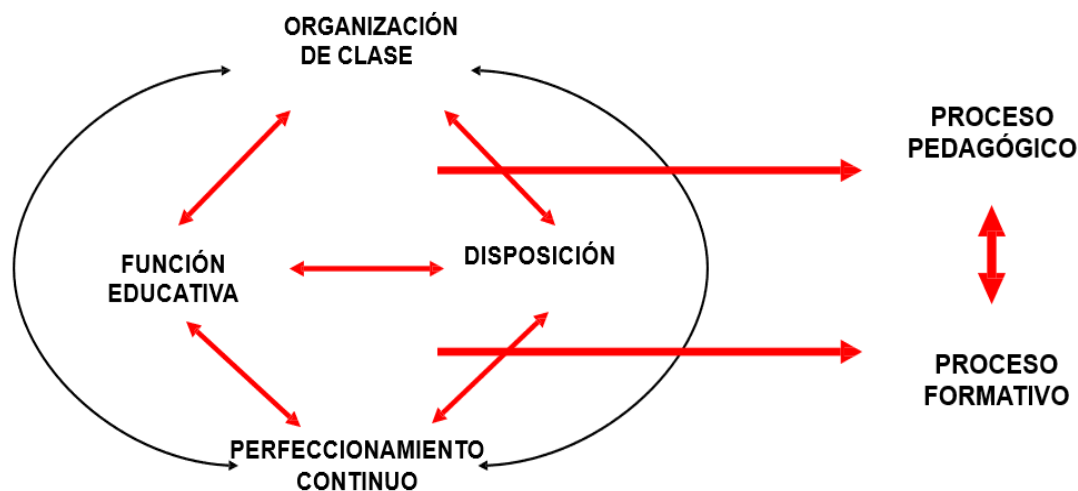 ORGANIZACIÓN
DE CLASE
PROCESO
PEDAGÓGICO
FUNCIÓN
EDUCATIVA
DISPOSICIÓN
PROCESO
FORMATIVO
PERFECCIONAMIENTO
CONTINUO